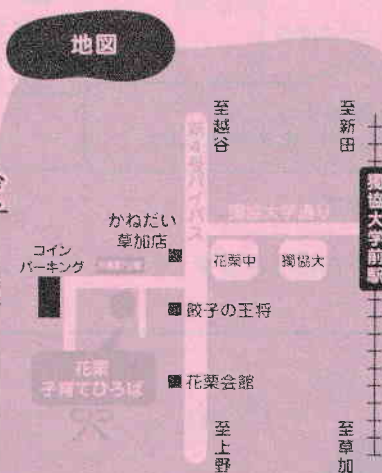 地図
至越谷
至新田
草加バイパス
獨協大学通り
獨協大学前駅
かねだい
草加店
コイン
パーキング
花栗中
獨協大
餃子の王将
花栗
子育てひろば
花栗会館
至上野
至草加